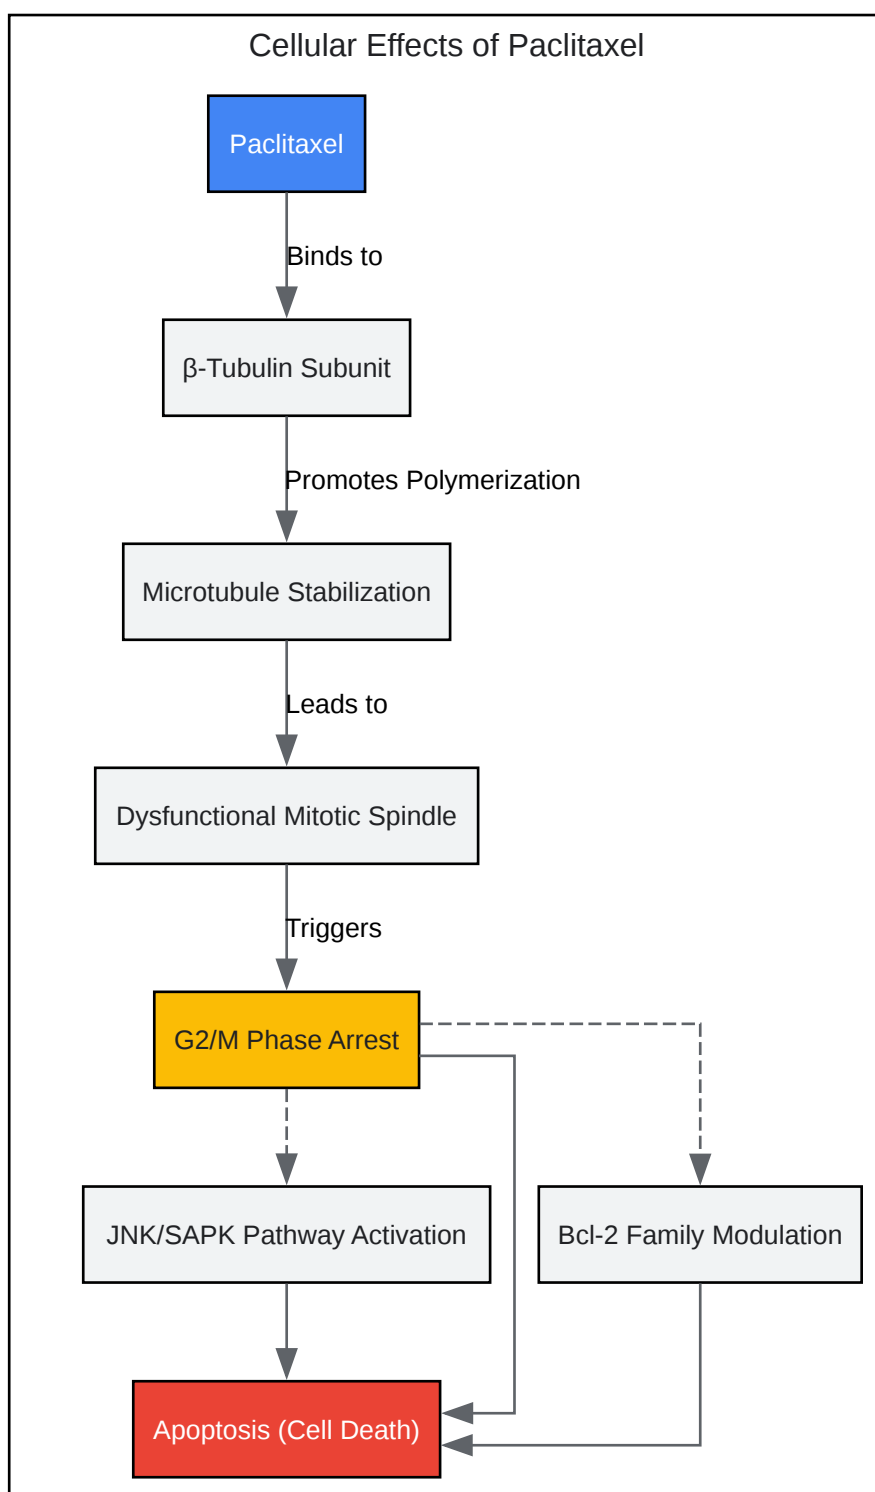 Cellular Effects of Paclitaxel
Paclitaxel
Binds to
β-Tubulin Subunit
Promotes Polymerization
Microtubule Stabilization
Leads to
Dysfunctional Mitotic Spindle
Triggers
G2/M Phase Arrest
JNK/SAPK Pathway Activation
Bcl-2 Family Modulation
Apoptosis (Cell Death)